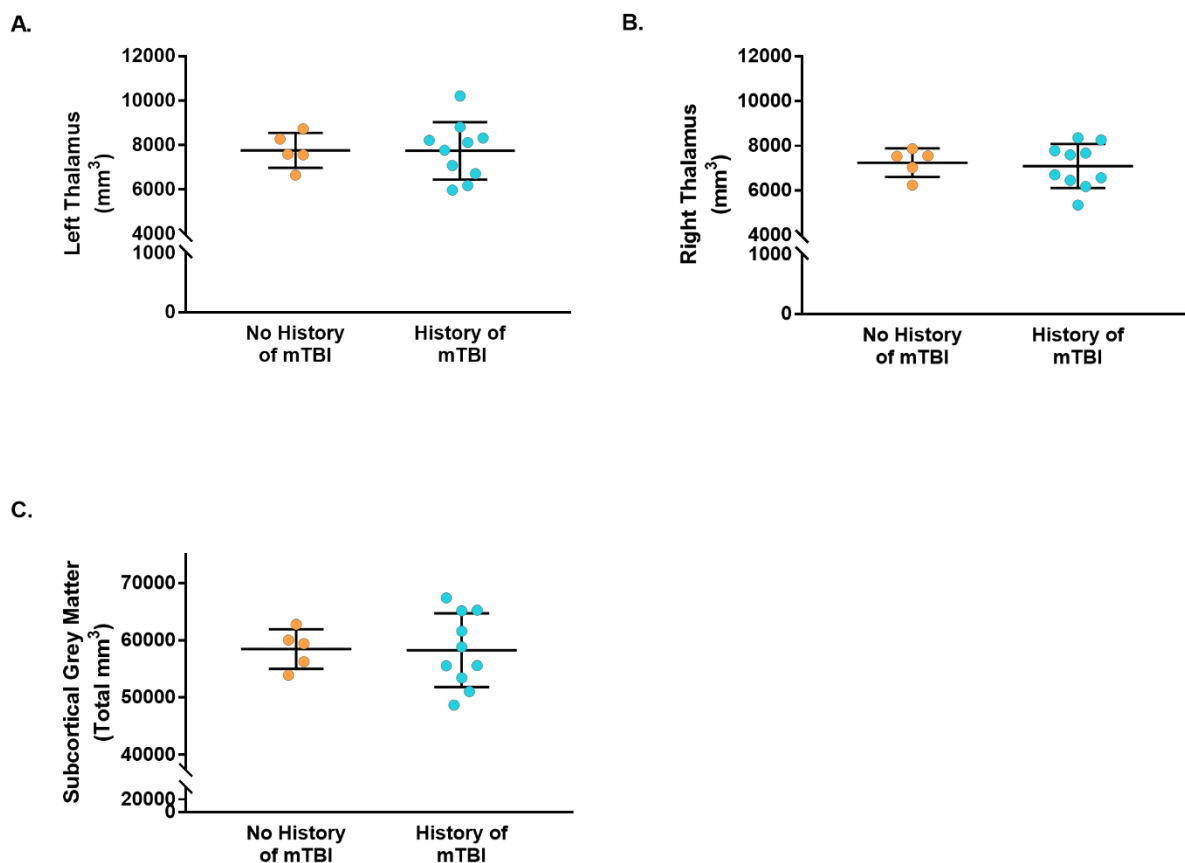 A.
Left Thalamus
(mm³)
12000
10000
8000
6000
4000
1000
0
No History
of mTBI
History of
mTBI
B.
Right Thalamus
(mm³)
12000
10000
8000
6000
4000
1000
0
No History
of mTBI
History of
mTBI
C.
Subcortical Grey Matter
(Total mm³)
70000
60000
50000
40000
20000
0
No History
of mTBI
History of
mTBI